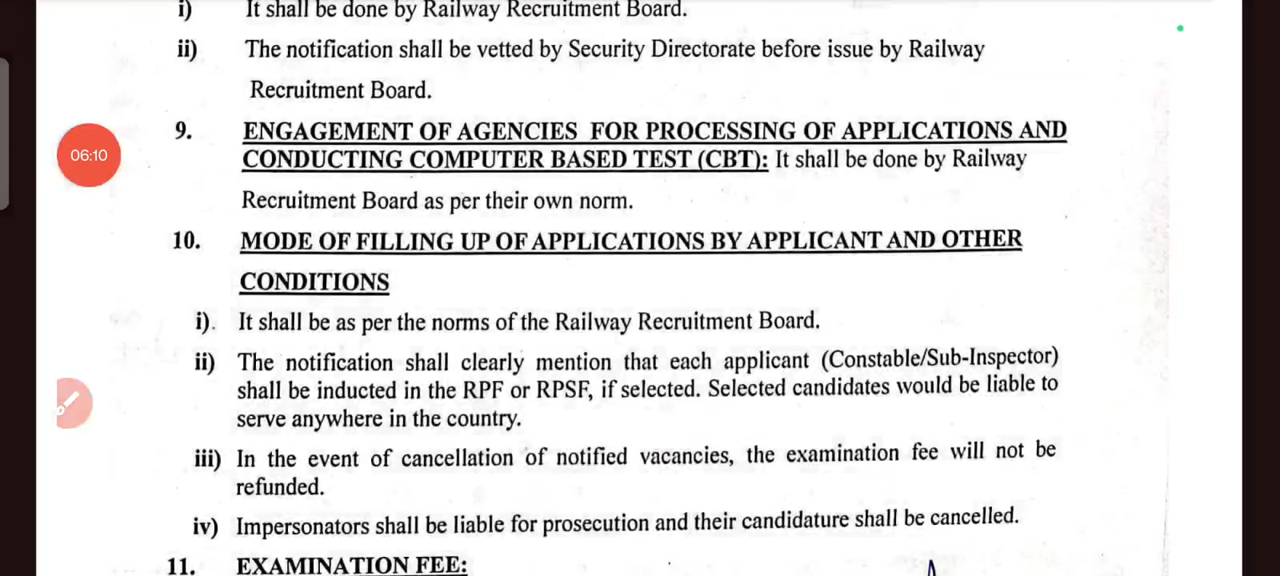 i) It shall be done by Railway Recruitment Board.
ii) The notification shall be vetted by Security Directorate before issue by Railway
Recruitment Board.
9. ENGAGEMENT OF AGENCIES FOR PROCESSING OF APPLICATIONS AND
CONDUCTING COMPUTER BASED TEST (CBT): It shall be done by Railway
06:10
Recruitment Board as per their own norm.
10. MODE OF FILLING UP OF APPLICATIONS BY APPLICANT AND OTHER
CONDITIONS
i). It shall be as per the norms of the Railway Recruitment Board.
ii) The notification shall clearly mention that each applicant (Constable/Sub-Inspector)
shall be inducted in the RPF or RPSF, if selected. Selected candidates would be liable to
serve anywhere in the country.
iii) In the event of cancellation of notified vacancies, the examination fee will not be
refunded.
iv) Impersonators shall be liable for prosecution and their candidature shall be cancelled.
11. EXAMINATION FEE: